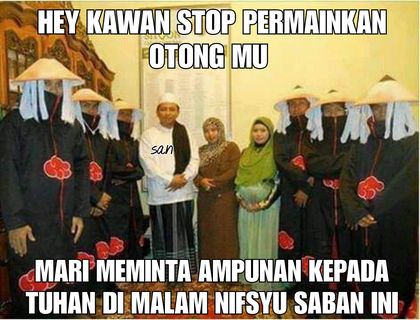 HEY KAWAN STOP PERMAINKAN
OTONG MU
san
MARI MEMINTA AMPUNAN KEPADA
TUHAN DI MALAM NIFSYU SABAN INI